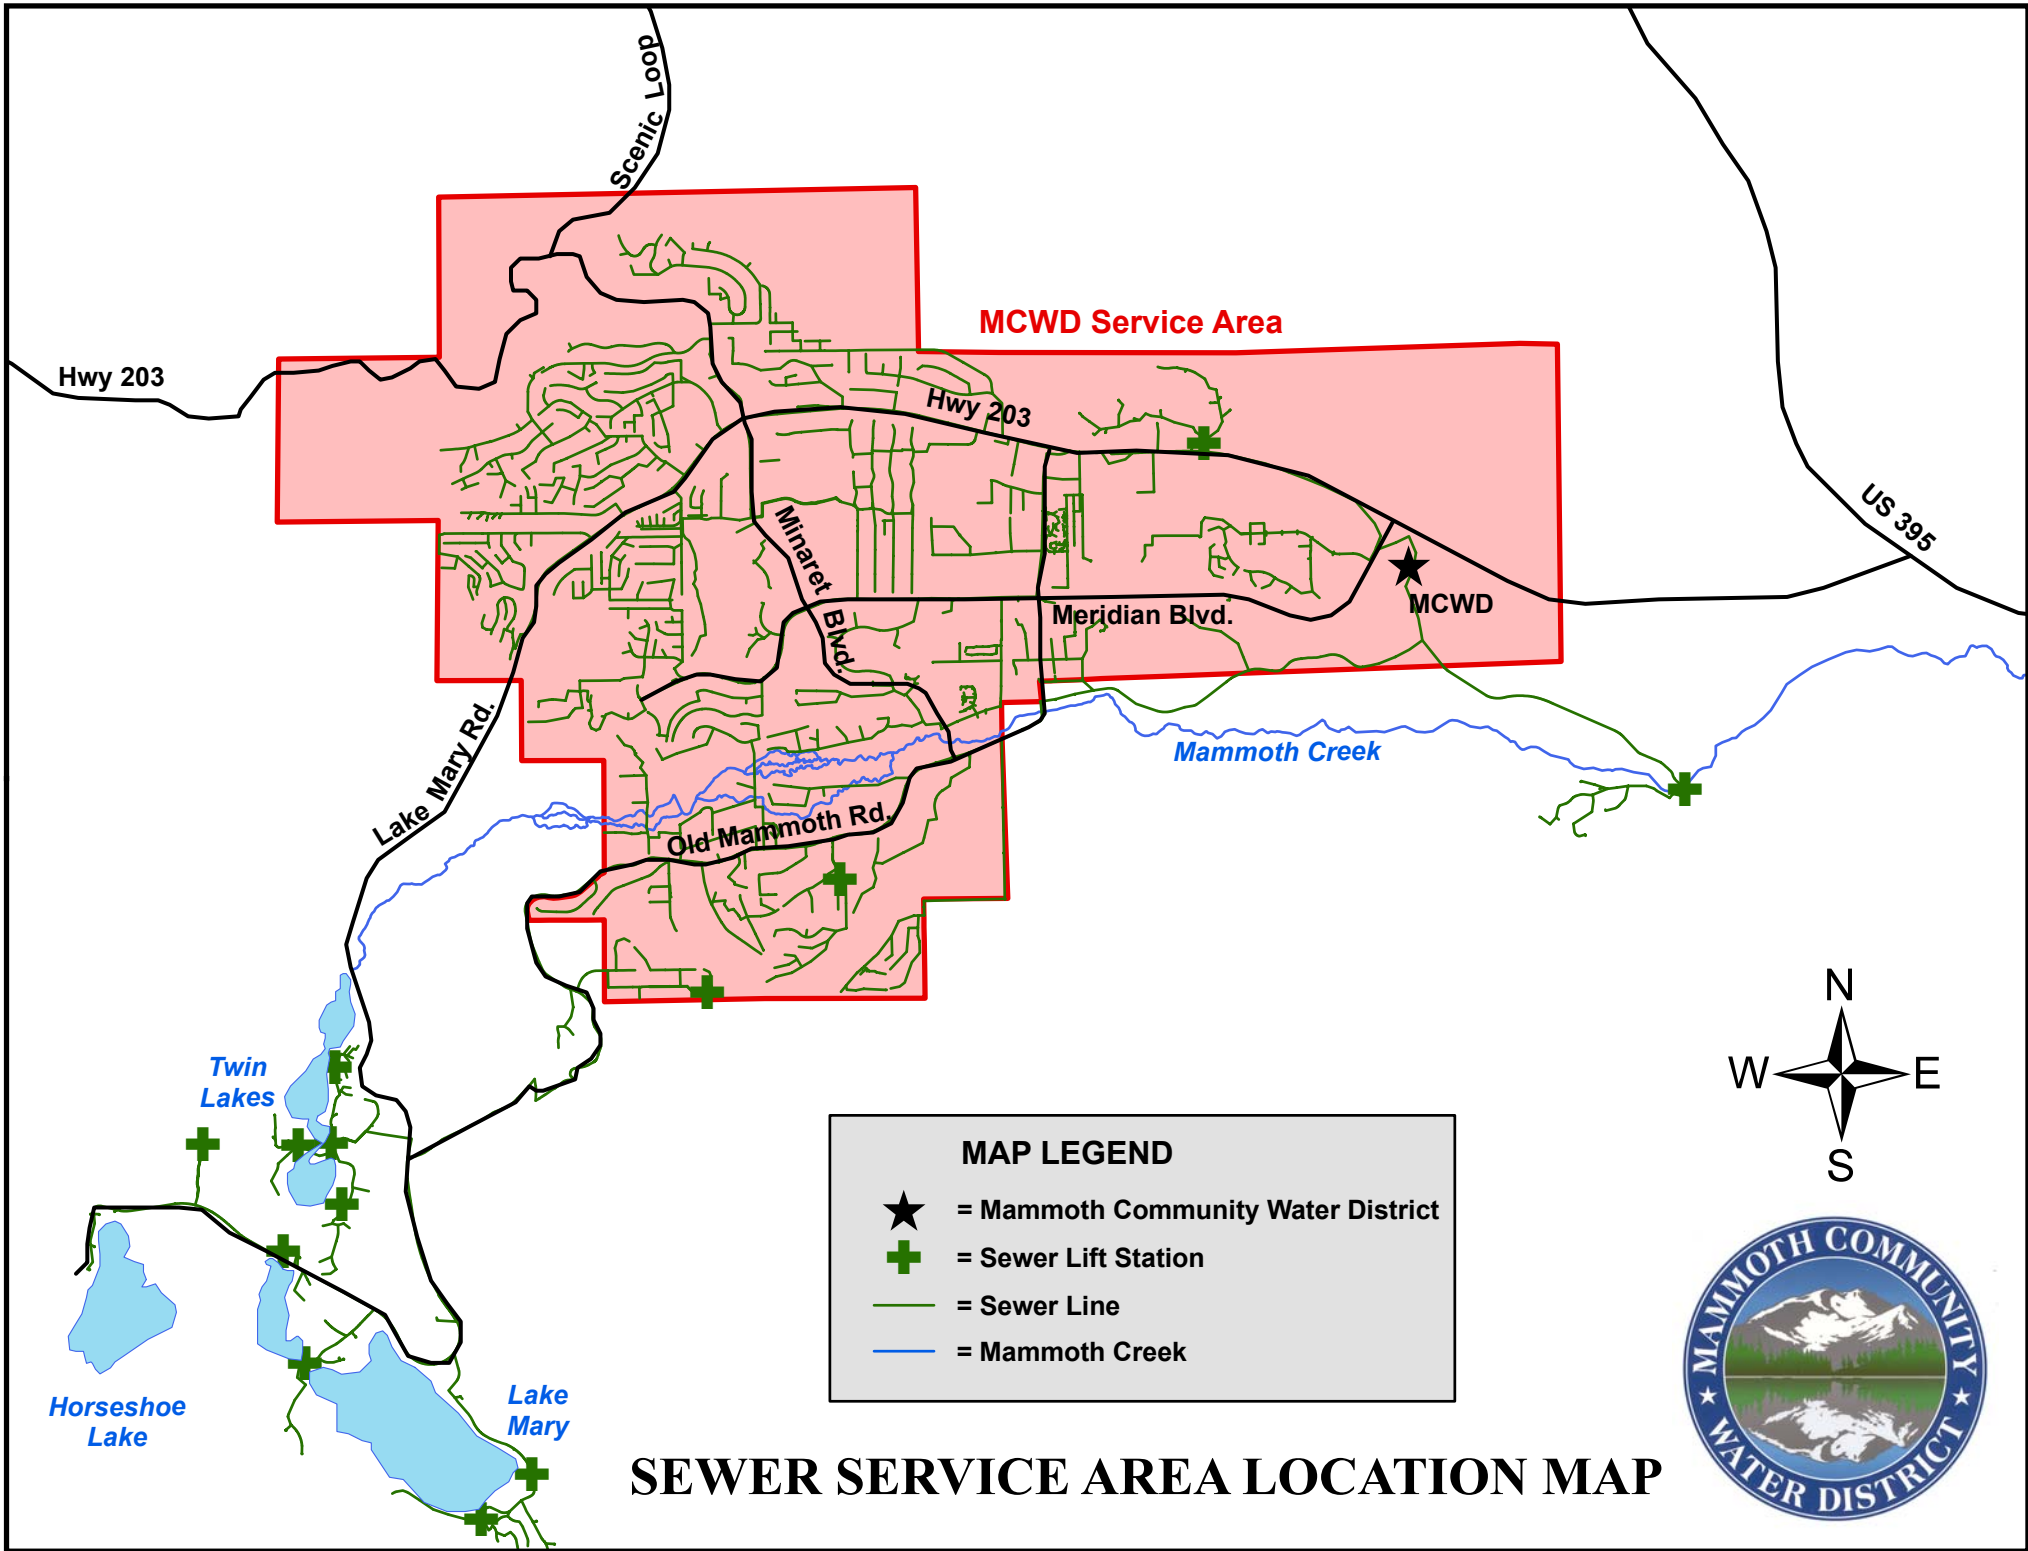 Scenic Loop
MCWD Service Area
Hwy 203
Hwy 203
US 395
Minaret Blvd.
MCWD
Meridian Blvd.
Lake Mary Rd.
Mammoth Creek
Old Mammoth Rd.
Twin
Lakes
N
W E
S
MAP LEGEND
= Mammoth Community Water District
= Sewer Lift Station
= Sewer Line
= Mammoth Creek
Horseshoe
Lake
Lake
Mary
MAMMOTH COMMUNITY
WATER DISTRICT
SEWER SERVICE AREA LOCATION MAP